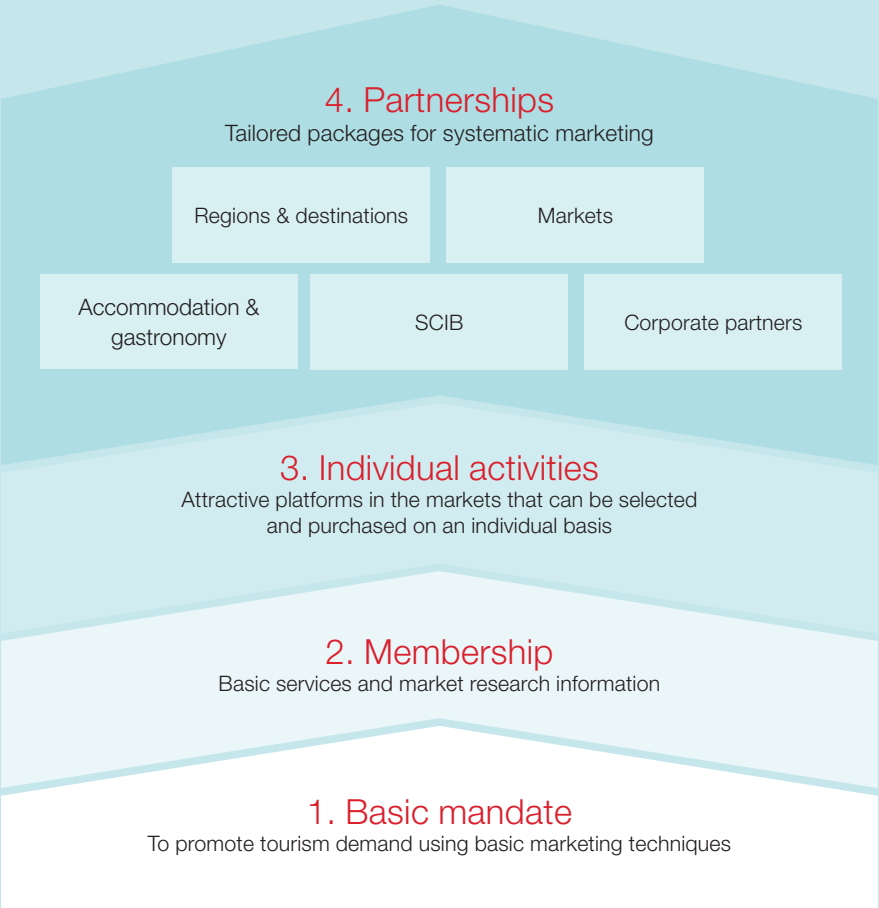 4. Partnerships
Tailored packages for systematic marketing
Regions & destinations
Markets
Accommodation &
gastronomy
SCIB
Corporate partners
3. Individual activities
Attractive platforms in the markets that can be selected
and purchased on an individual basis
2. Membership
Basic services and market research information
1. Basic mandate
To promote tourism demand using basic marketing techniques